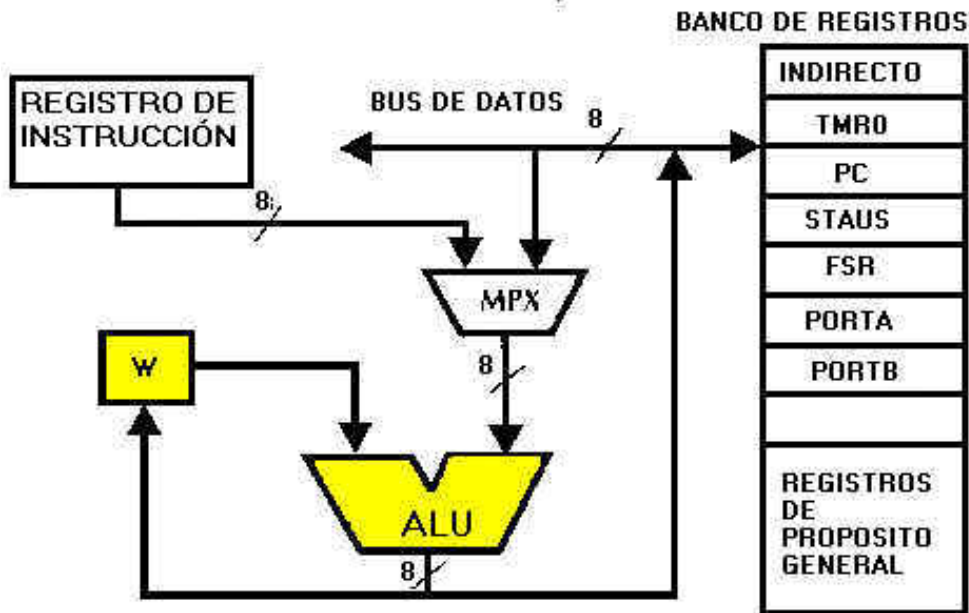 BANCO DE REGISTROS
REGISTRO DE
INSTRUCCIÓN
BUS DE DATOS
8
8
MPX
8
W
ALU
8
INDIRECTO
TMR0
PC
STAUS
FSR
PORTA
PORTB
REGISTROS
DE
PROPOSITO
GENERAL